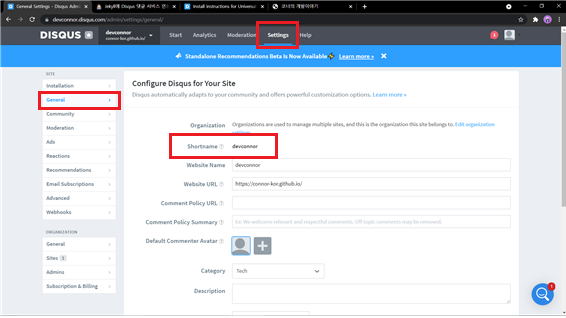 General Settings - Disqus Admin
Jekyll에 Disqus 댓글 서비스 연
Install instructions for Universal
코너의 개발이야기
devconnor.disqus.com/admin/settings/general/
DISQUS
devconnor
connor-kor.github.io/
Start
Analytics
Moderation
Settings
Help
3
Standalone Recommendations Beta Is Now Available
Learn more →
SITE
Installation
General
Community
Moderation
Ads
Reactions
Recommendations
Email Subscriptions
Advanced
Webhooks
ORGANIZATION
General
Sites 1
Admins
Subscription & Billing
Configure Disqus for Your Site
Disqus automatically adapts to your community and offers powerful customization options. Learn more →
Organization
Organizations are used to manage multiple sites, and this is the organization this site belongs to. Edit organization
settings
Shortname
devconnor
Website Name
devconnor
Website URL
https://connor-kor.github.io/
Comment Policy URL
Comment Policy Summary
Ex: We welcome relevant and respectful comments. Off-topic comments may be removed.
Default Commenter Avatar
Category
Tech
Description
1